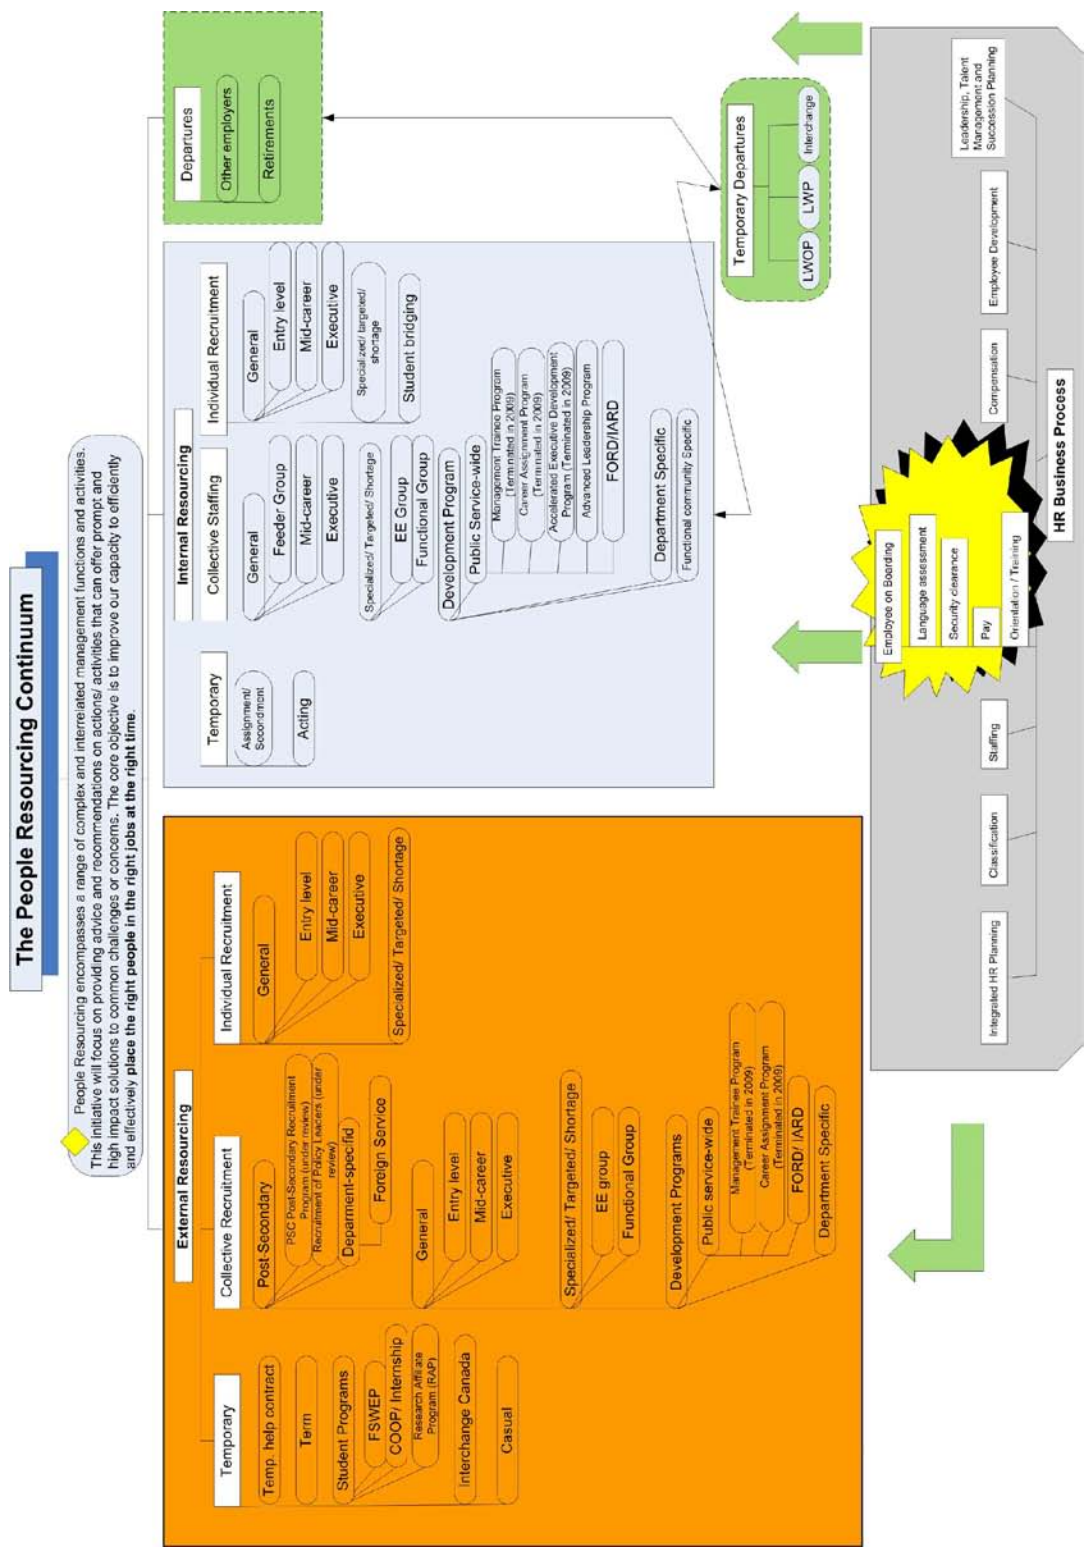 The People Resourcing Continuum
People Resourcing encompasses a range of complex and interrelated management functions and activities.
This initiative will focus on providing advice and recommendations on actions/ activities that can offer prompt and
high impact solutions to common challenges or concerns. The core objective is to improve our capacity to efficiently
and effectively place the right people in the right jobs at the right time.
External Resourcing
Temporary
Temp. help contract
Term
Student Programs
FSWEP
COOP/ Internship
Research Affiliate
Program (RAP)
Interchange Canada
Casual
Collective Recruitment
Post-Secondary
PSC Post-Secondary Recruitment
Program (under review)
Recruitment of Policy Leaders (under
review)
Deparment-specifid
Foreign Service
General
Entry level
Mid-career
Executive
Specialized/ Targeted/ Shortage
EE group
Functional Group
Development Programs
Public service-wide
Management Trainee Program
(Terminated in 2009)
Career Assignment Program
(Terminated in 2009)
FORD/ IARD
Department Specific
Individual Recruitment
General
Entry level
Mid-career
Executive
Specialized/ Targeted/ Shortage
Internal Resourcing
Temporary
Assignment/
Secondment
Acting
Collective Staffing
General
Feeder Group
Mid-career
Executive
Specialized/ Targeted/ Shortage
EE Group
Functional Group
Development Program
Public Service-wide
Management Trainee Program
(Terminated in 2009)
Career Assignment Program
(Terminated in 2009)
Accelerated Executive Development
Program (Terminated in 2009)
Advanced Leadership Program
FORD/IARD
Department Specific
Functional community Specific
Individual Recruitment
General
Entry level
Mid-career
Executive
Specialized/ targeted/
shortage
Student bridging
Departures
Other employers
Retirements
Temporary Departures
LWOP
LWP
Interchange
Integrated HR Planning
Classification
Staffing
Employee on Boarding
Language assessment
Security clearance
Pay
Orientation / Training
Compensation
Employee Development
Leadership, Talent
Management and
Succession Planning
HR Business Process